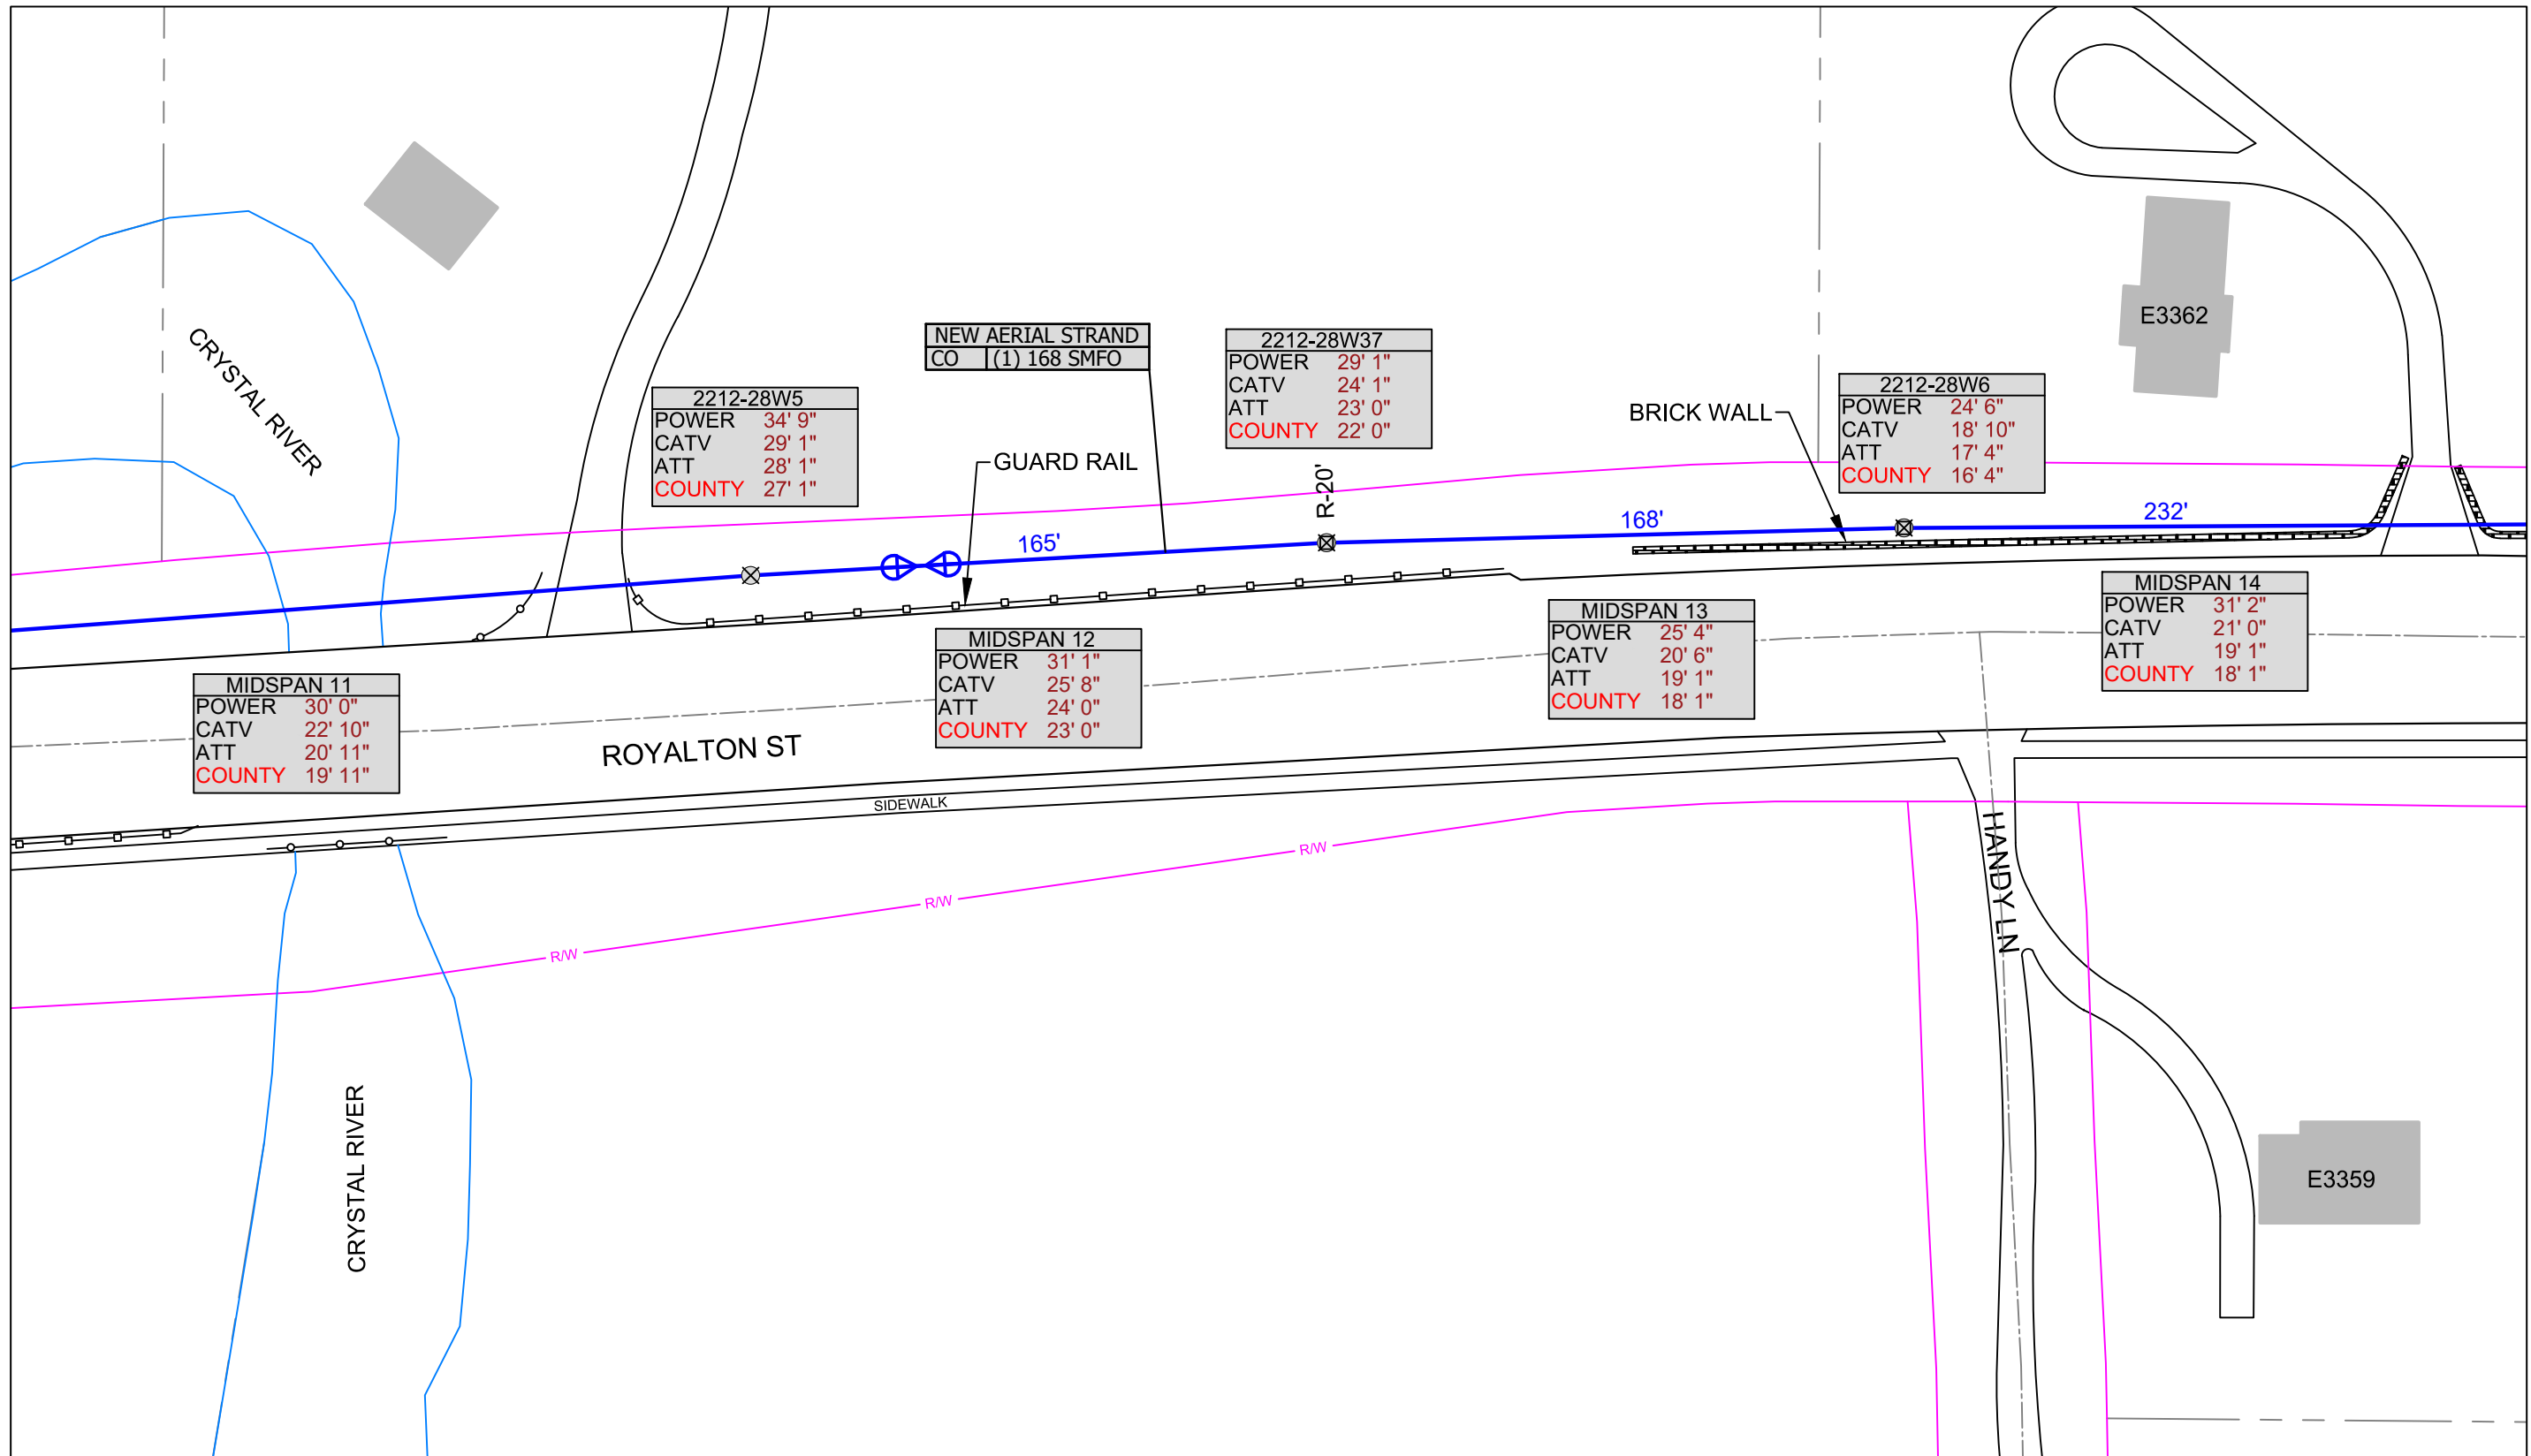 CRYSTAL RIVER
E3362
NEW AERIAL STRAND
CO (1) 168 SMFO
2212-28W37
POWER 29' 1"
CATV 24' 1"
ATT 23' 0"
COUNTY 22' 0"
2212-28W5
POWER 34' 9"
CATV 29' 1"
ATT 28' 1"
COUNTY 27' 1"
2212-28W6
POWER 24' 6"
CATV 18' 10"
ATT 17' 4"
COUNTY 16' 4"
BRICK WALL
GUARD RAIL
R-20'
165'
168'
232'
MIDSPAN 11
POWER 30' 0"
CATV 22' 10"
ATT 20' 11"
COUNTY 19' 11"
MIDSPAN 12
POWER 31' 1"
CATV 25' 8"
ATT 24' 0"
COUNTY 23' 0"
MIDSPAN 13
POWER 25' 4"
CATV 20' 6"
ATT 19' 1"
COUNTY 18' 1"
MIDSPAN 14
POWER 31' 2"
CATV 21' 0"
ATT 19' 1"
COUNTY 18' 1"
ROYALTON ST
SIDEWALK
R/W
R/W
R/W
HANDY LN
CRYSTAL RIVER
E3359